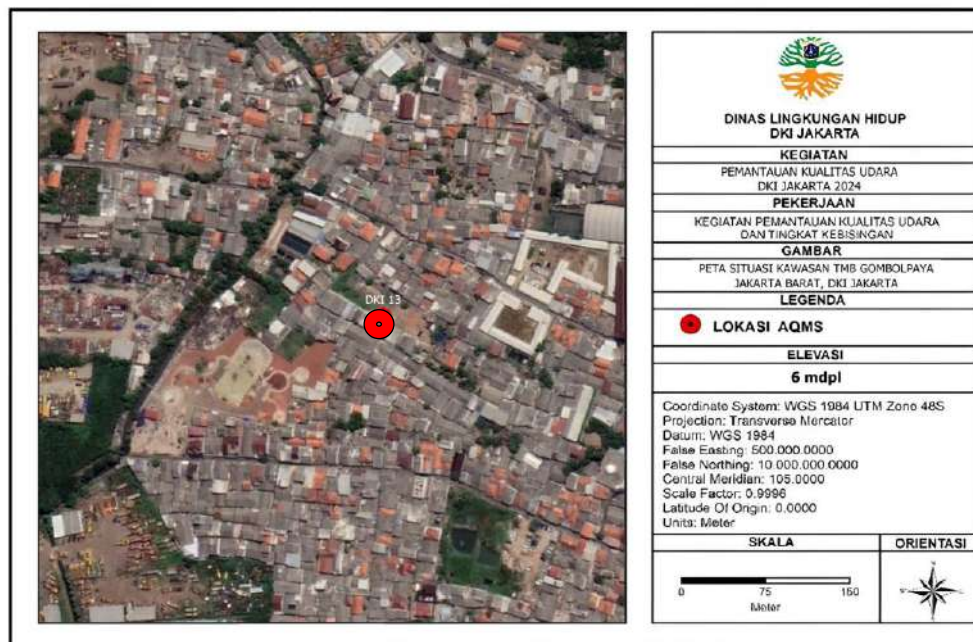 DKI 13
DINAS LINGKUNGAN HIDUP
DKI JAKARTA
KEGIATAN
PEMANTAUAN KUALITAS UDARA
DKI JAKARTA 2024
PEKERJAAN
KEGIATAN PEMANTAUAN KUALITAS UDARA
DAN TINGKAT KEBISINGAN
GAMBAR
PETA SITUASI KAWASAN TMB GOMBOLPAYA
JAKARTA BARAT, DKI JAKARTA
LEGENDA
LOKASI AQMS
ELEVASI
6 mdpl
Coordinate System: WGS 1984 UTM Zone 48S
Projection: Transverse Mercator
Datum: WGS 1984
False Easting: 500.000.0000
False Northing: 10.000.000.0000
Central Meridian: 105.0000
Scale Factor: 0.9996
Latitude Of Origin: 0.0000
Units: Meter
SKALA
ORIENTASI
0 75 150
Meter